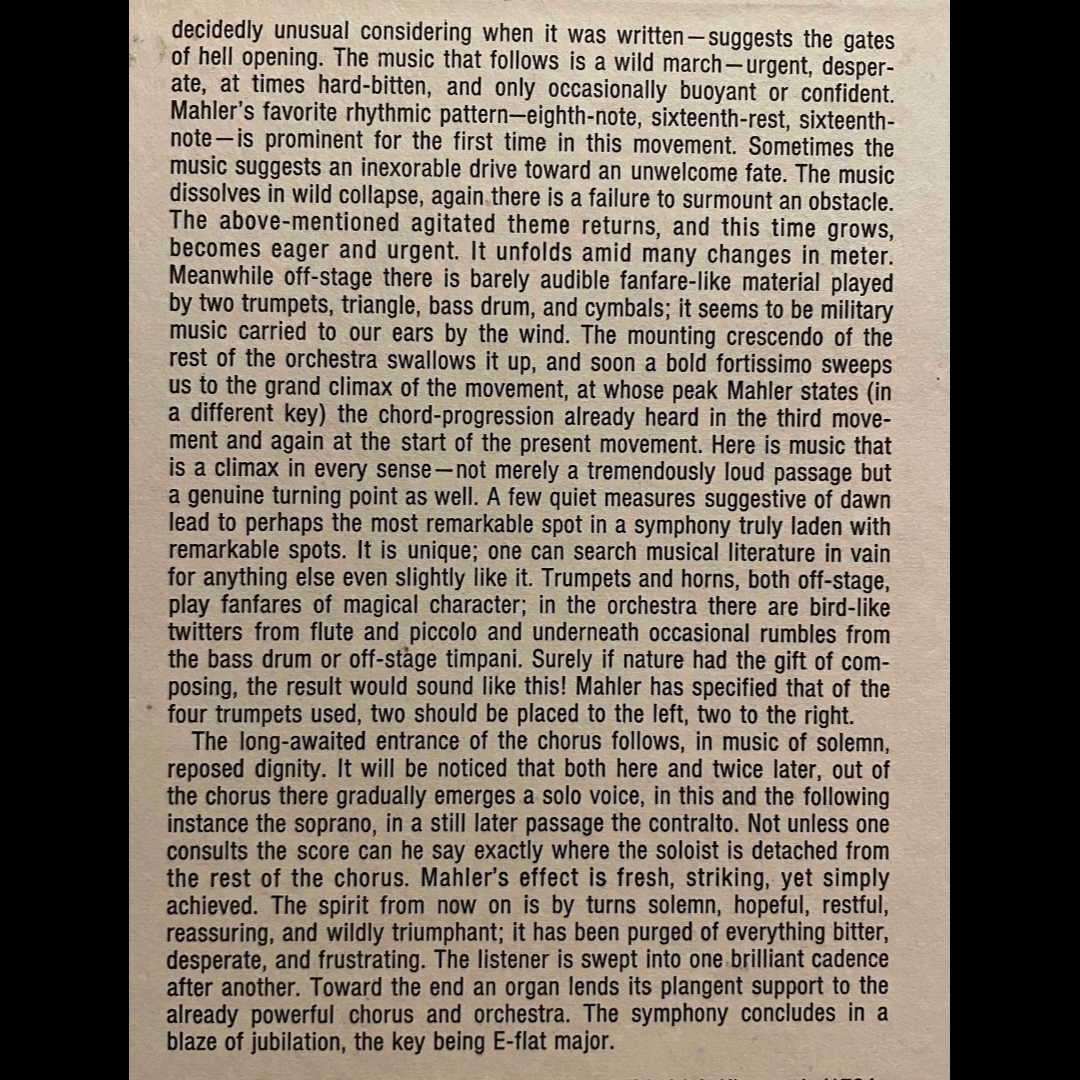 decidedly unusual considering when it was written—suggests the gates
of hell opening. The music that follows is a wild march—urgent, desper-
ate, at times hard-bitten, and only occasionally buoyant or confident.
Mahler's favorite rhythmic pattern—eighth-note, sixteenth-rest, sixteenth-
note—is prominent for the first time in this movement. Sometimes the
music suggests an inexorable drive toward an unwelcome fate. The music
dissolves in wild collapse, again there is a failure to surmount an obstacle.
The above-mentioned agitated theme returns, and this time grows,
becomes eager and urgent. It unfolds amid many changes in meter.
Meanwhile off-stage there is barely audible fanfare-like material played
by two trumpets, triangle, bass drum, and cymbals; it seems to be military
music carried to our ears by the wind. The mounting crescendo of the
rest of the orchestra swallows it up, and soon a bold fortissimo sweeps
us to the grand climax of the movement, at whose peak Mahler states (in
a different key) the chord-progression already heard in the third move-
ment and again at the start of the present movement. Here is music that
is a climax in every sense—not merely a tremendously loud passage but
a genuine turning point as well. A few quiet measures suggestive of dawn
lead to perhaps the most remarkable spot in a symphony truly laden with
remarkable spots. It is unique; one can search musical literature in vain
for anything else even slightly like it. Trumpets and horns, both off-stage,
play fanfares of magical character; in the orchestra there are bird-like
twitters from flute and piccolo and underneath occasional rumbles from
the bass drum or off-stage timpani. Surely if nature had the gift of com-
posing, the result would sound like this! Mahler has specified that of the
four trumpets used, two should be placed to the left, two to the right.
The long-awaited entrance of the chorus follows, in music of solemn,
reposed dignity. It will be noticed that both here and twice later, out of
the chorus there gradually emerges a solo voice, in this and the following
instance the soprano, in a still later passage the contralto. Not unless one
consults the score can he say exactly where the soloist is detached from
the rest of the chorus. Mahler's effect is fresh, striking, yet simply
achieved. The spirit from now on is by turns solemn, hopeful, restful,
reassuring, and wildly triumphant; it has been purged of everything bitter,
desperate, and frustrating. The listener is swept into one brilliant cadence
after another. Toward the end an organ lends its plangent support to the
already powerful chorus and orchestra. The symphony concludes in a
blaze of jubilation, the key being E-flat major.